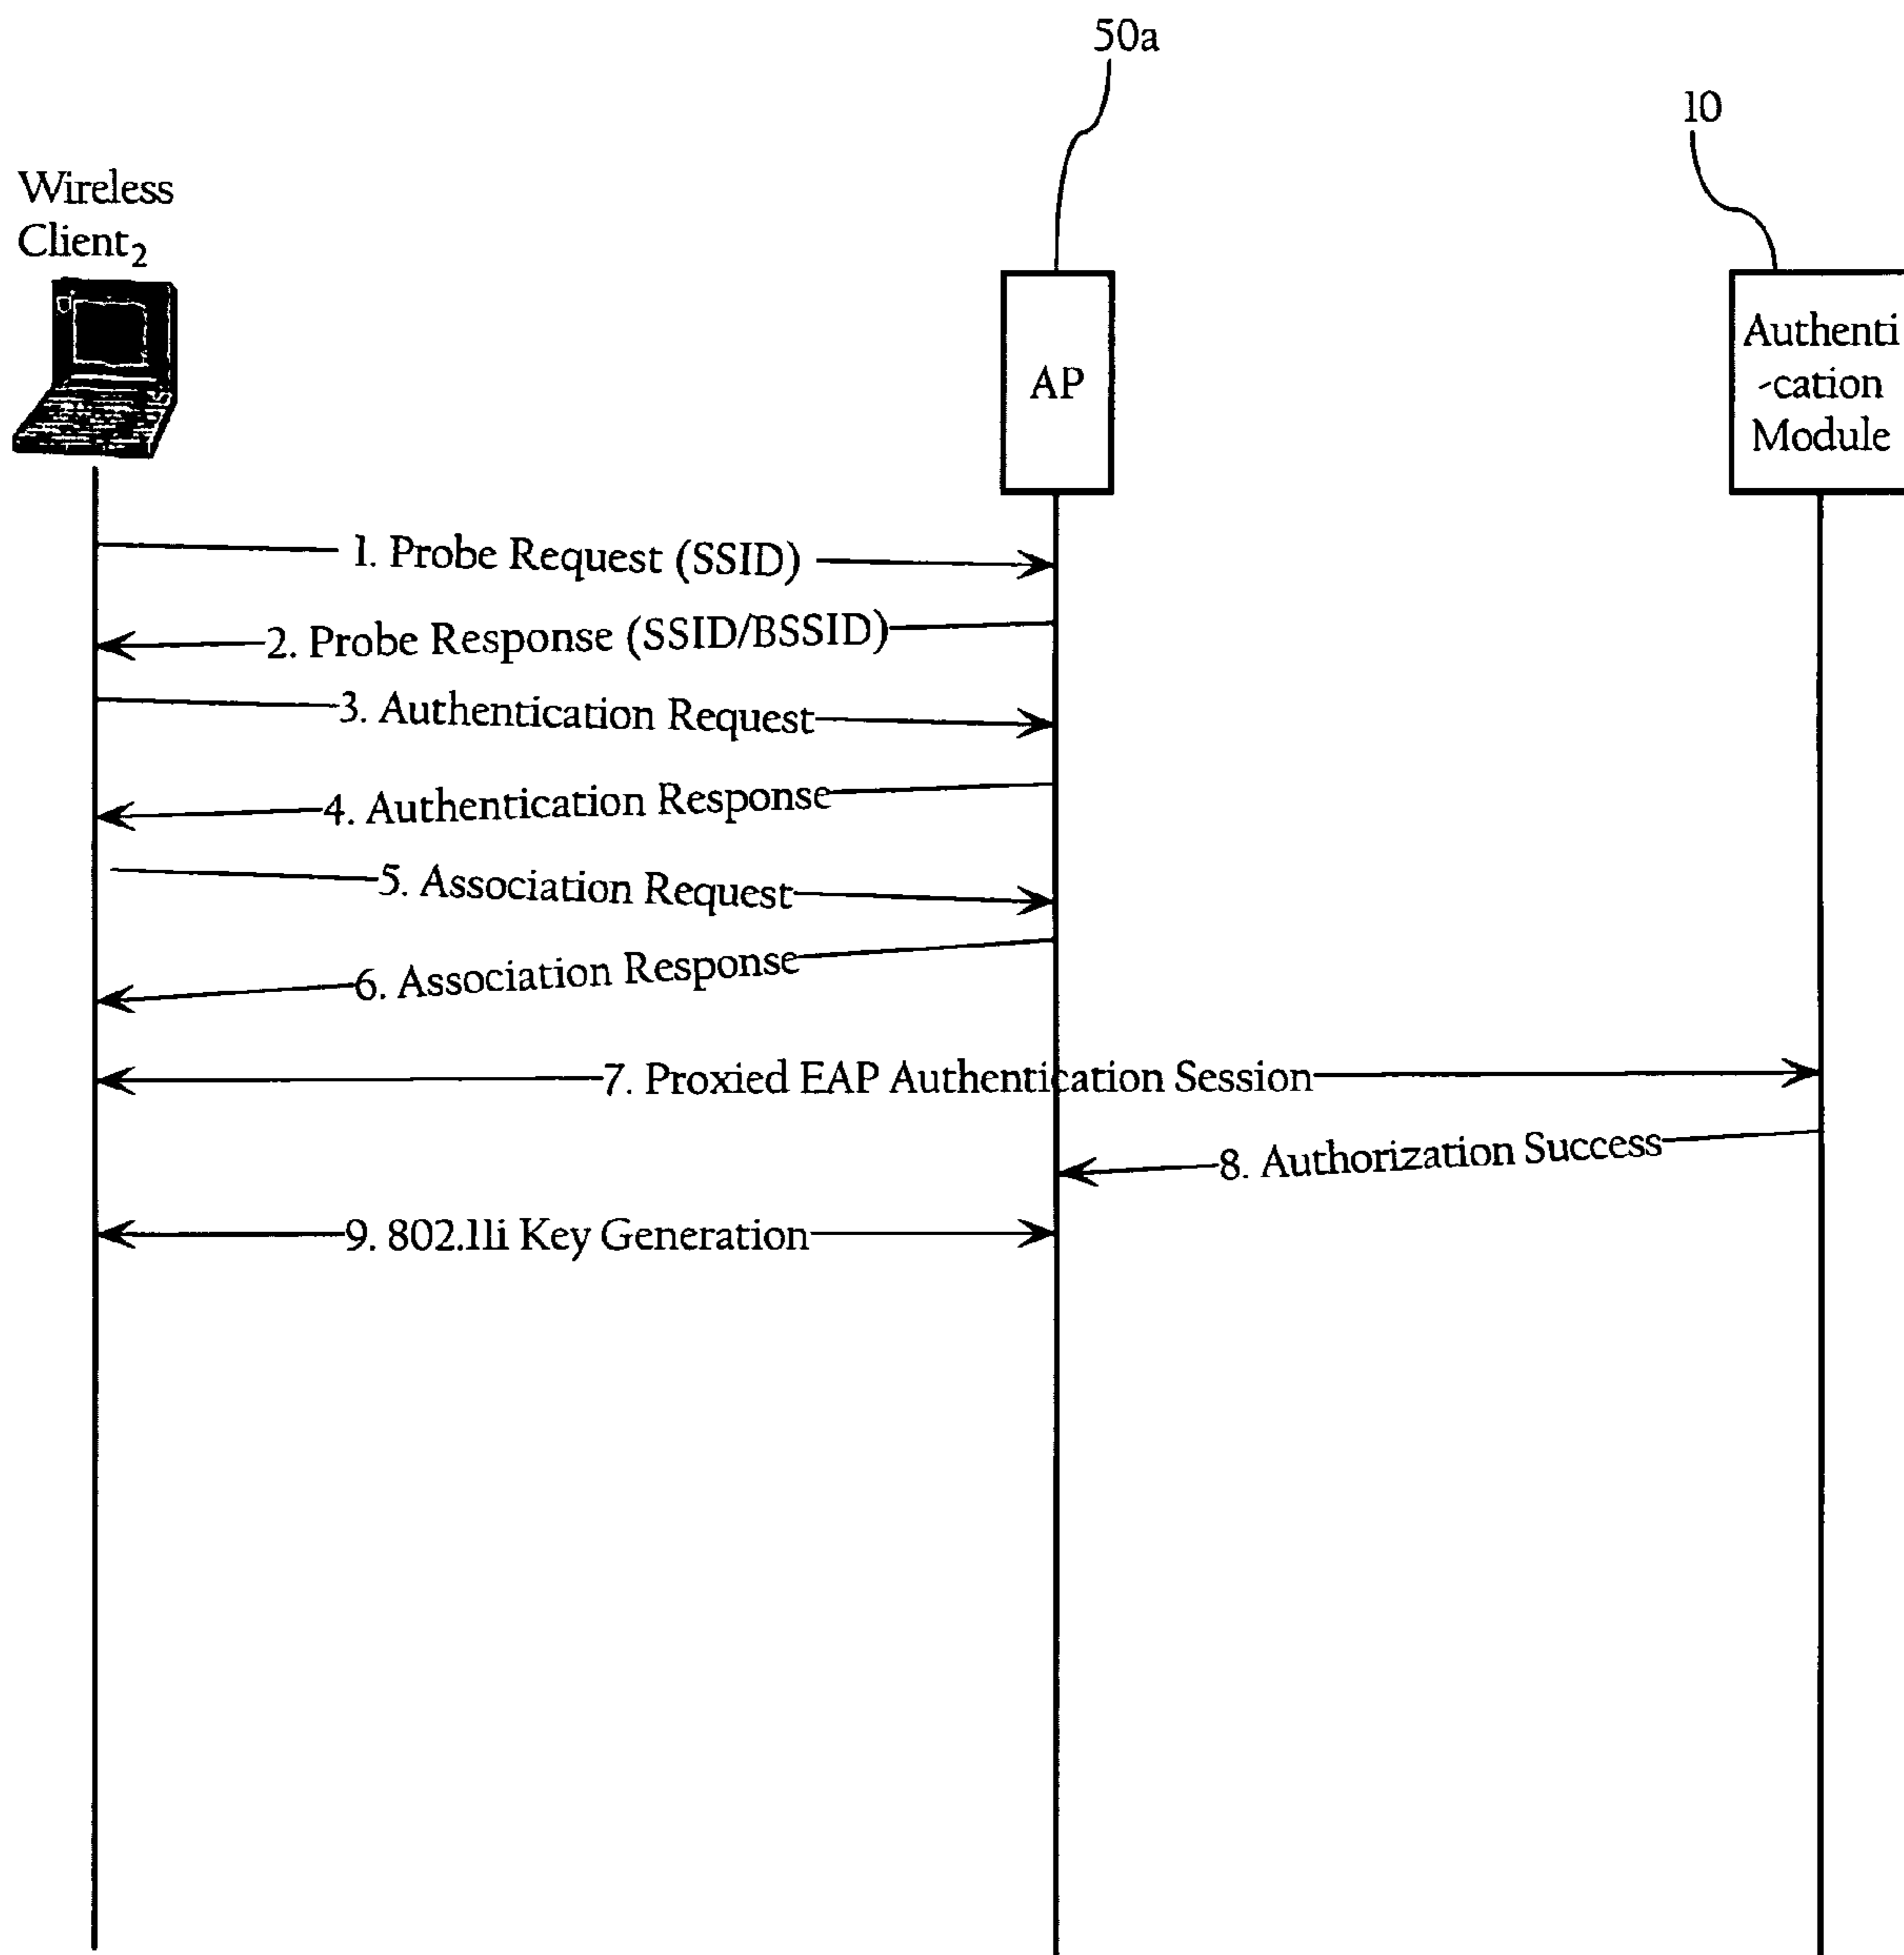 50a
10
Wireless
Client₂
AP
Authenti
-cation
Module
1. Probe Request (SSID)
2. Probe Response (SSID/BSSID)
3. Authentication Request
4. Authentication Response
5. Association Request
6. Association Response
7. Proxied EAP Authentication Session
8. Authorization Success
9. 802.11i Key Generation